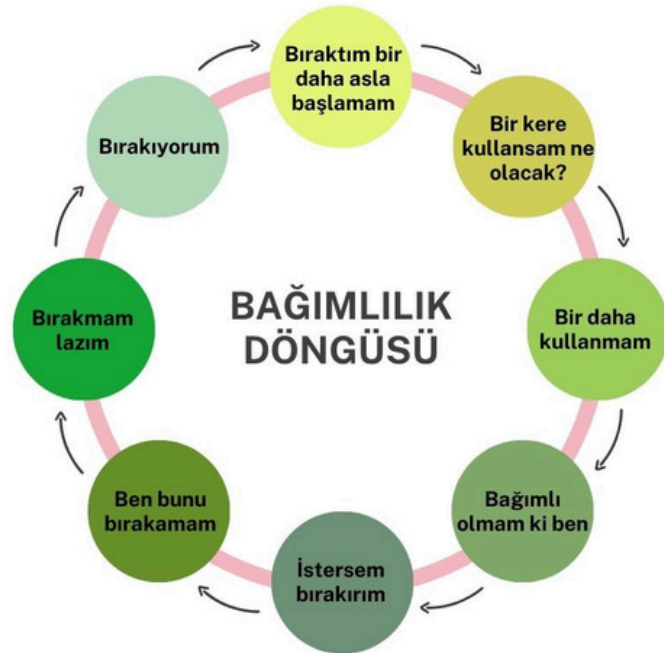 BAĞIMLILIK
DÖNGÜSÜ
Bıraktım bir
daha asla
başlamam
Bir kere
kullansam ne
olacak?
Bir daha
kullanmam
Bağımlı
olmam ki ben
İstersem
bırakırım
Ben bunu
bırakamam
Bırakmam
lazım
Bırakıyorum